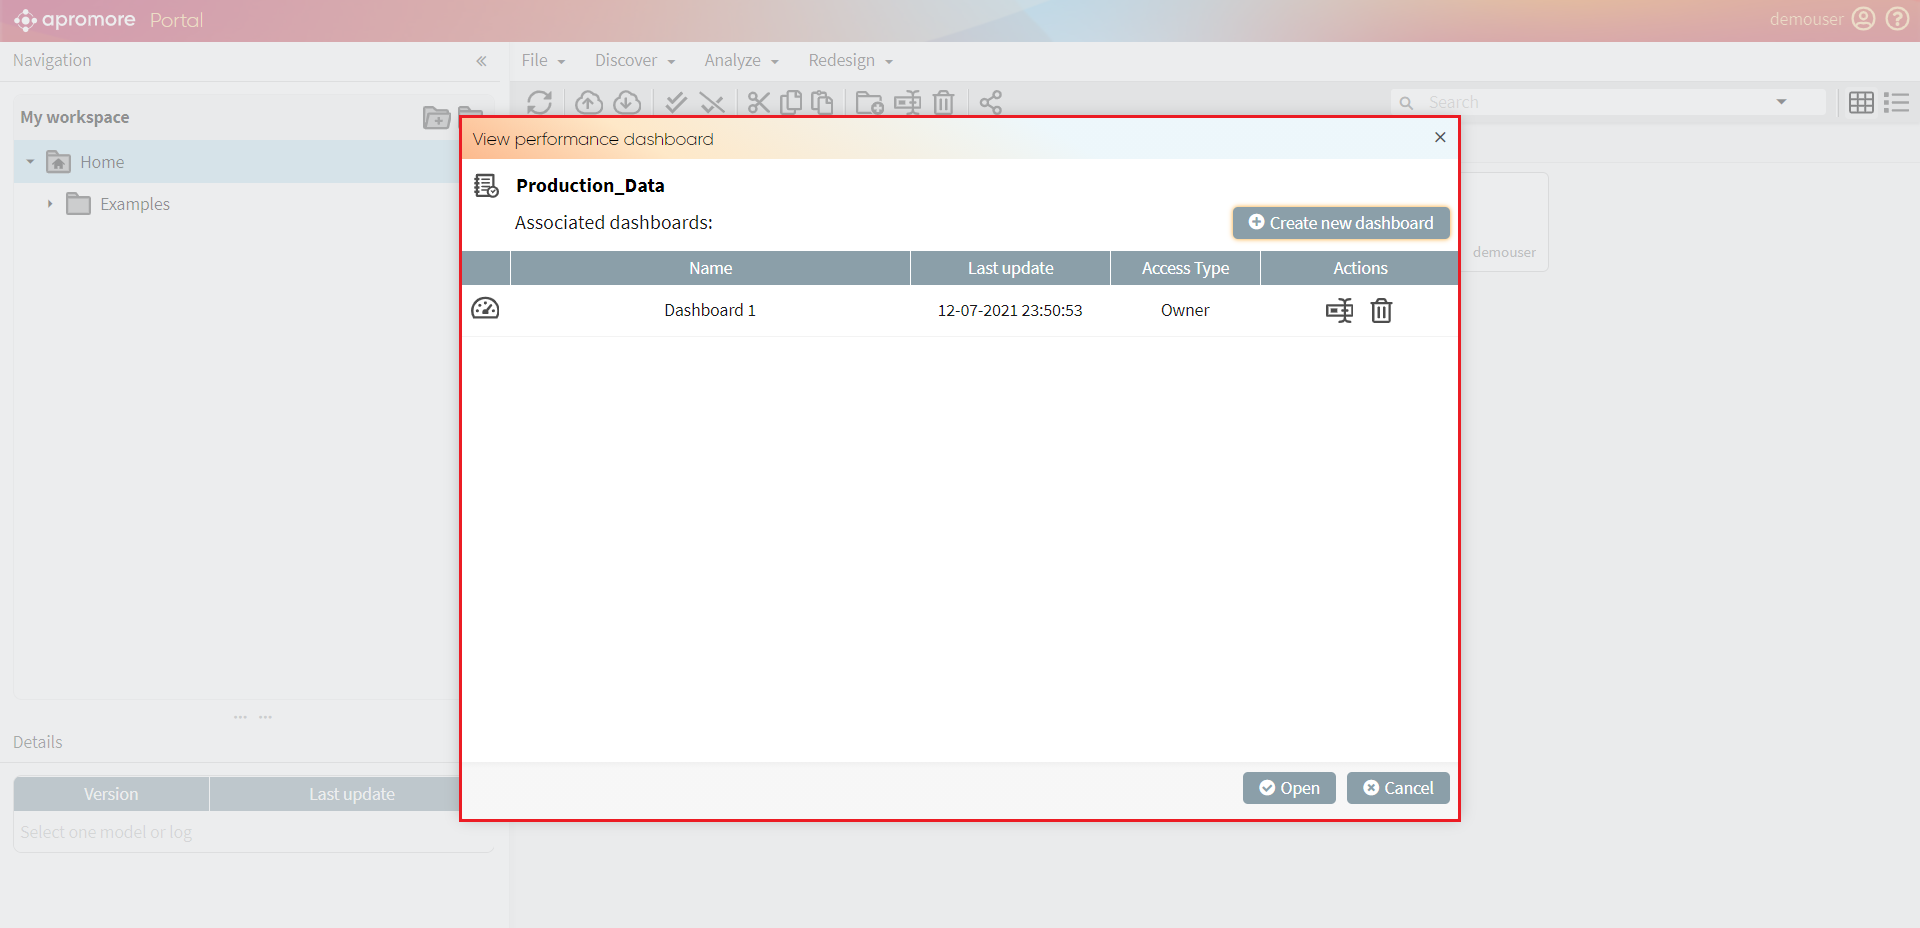 apromore Portal
demouser
Navigation
File
Discover
Analyze
Redesign
My workspace
Search
Home
Examples
View performance dashboard
Production_Data
Associated dashboards:
Create new dashboard
Name
Last update
Access Type
Actions
Dashboard 1
12-07-2021 23:50:53
Owner
demouser
Details
Version
Last update
Select one model or log
Open
Cancel